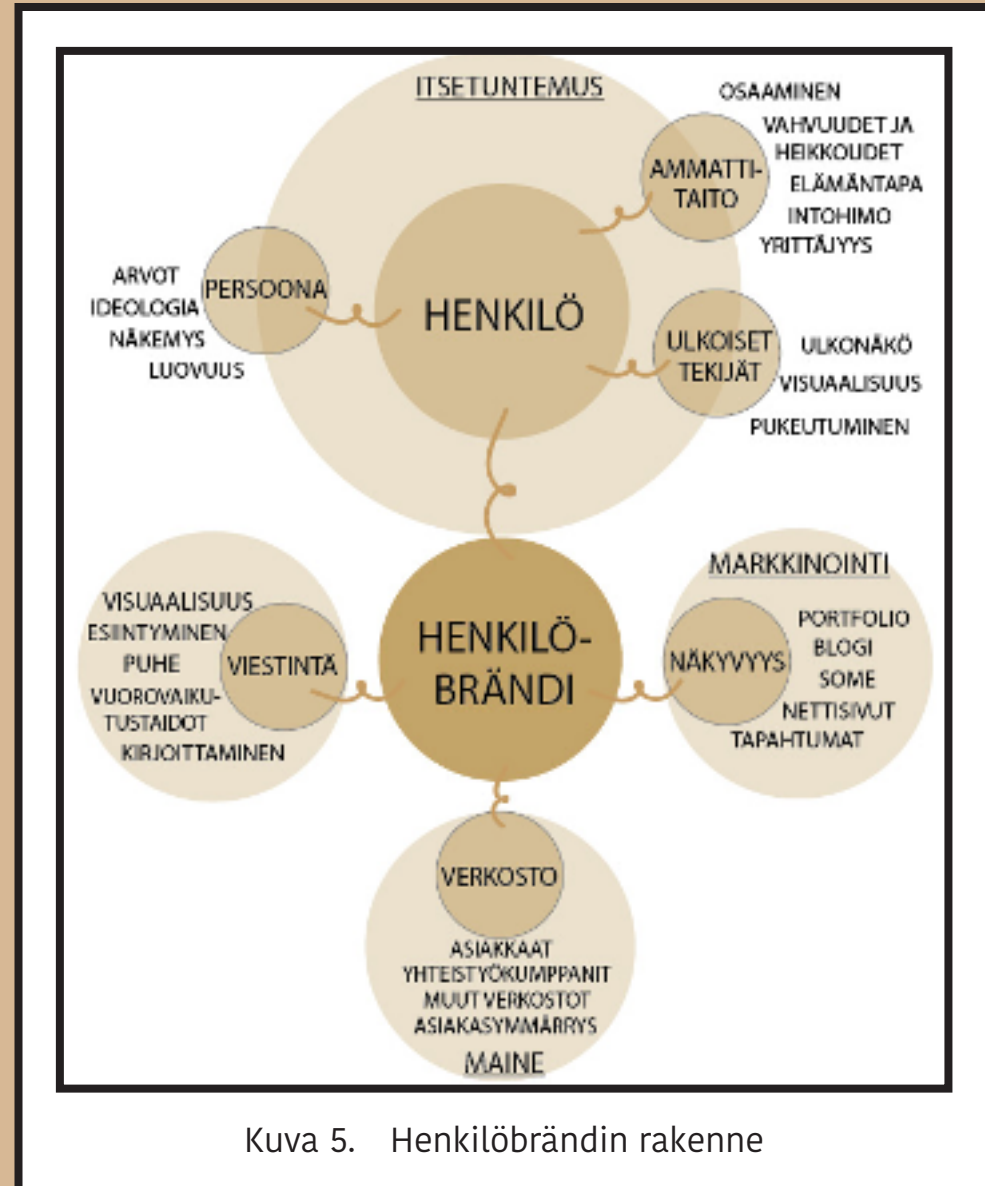 ITSETUNTEMUS
OSAAMINEN
VAHVUUDET JA
HEIKKOUDET
ELÄMÄNTAPA
INTOHIMO
YRITTÄJYYS
AMMATTI-
TAITO
ARVOT
IDEOLOGIA
NÄKEMYS
LUOVUUS
PERSOONA
HENKILÖ
ULKOISET
TEKIJÄT
ULKONÄKÖ
VISUAALISUUS
PUKEUTUMINEN
VISUAALISUUS
ESIINTYMINEN
PUHE
VUOROVAIKU-
TUSTAIDOT
KIRJOITTAMINEN
VIESTINTÄ
HENKILÖ-
BRÄNDI
MARKKINOINTI
NÄKYVYYS
PORTFOLIO
BLOGI
SOME
NETTISIVUT
TAPAHTUMAT
VERKOSTO
ASIAKKAAT
YHTEISTYÖKUMPPANIT
MUUT VERKOSTOT
ASIAKASYMMÄRRYS
MAINE
Kuva 5. Henkilöbrändin rakenne